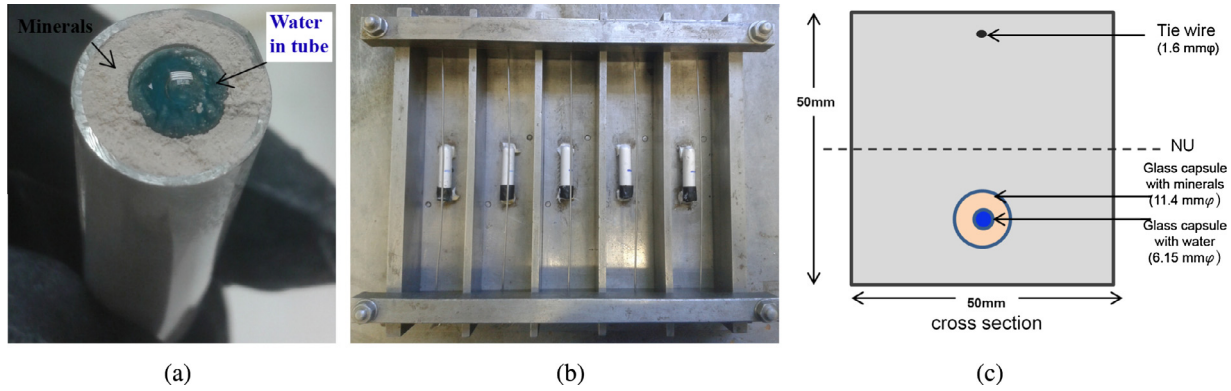 Minerals
Water
in tube
50mm
Tie wire
(1.6 mmφ)
NU
Glass capsule
with minerals
(11.4 mmφ)
Glass capsule
with water
(6.15 mmφ)
50mm
cross section
(a)
(b)
(c)